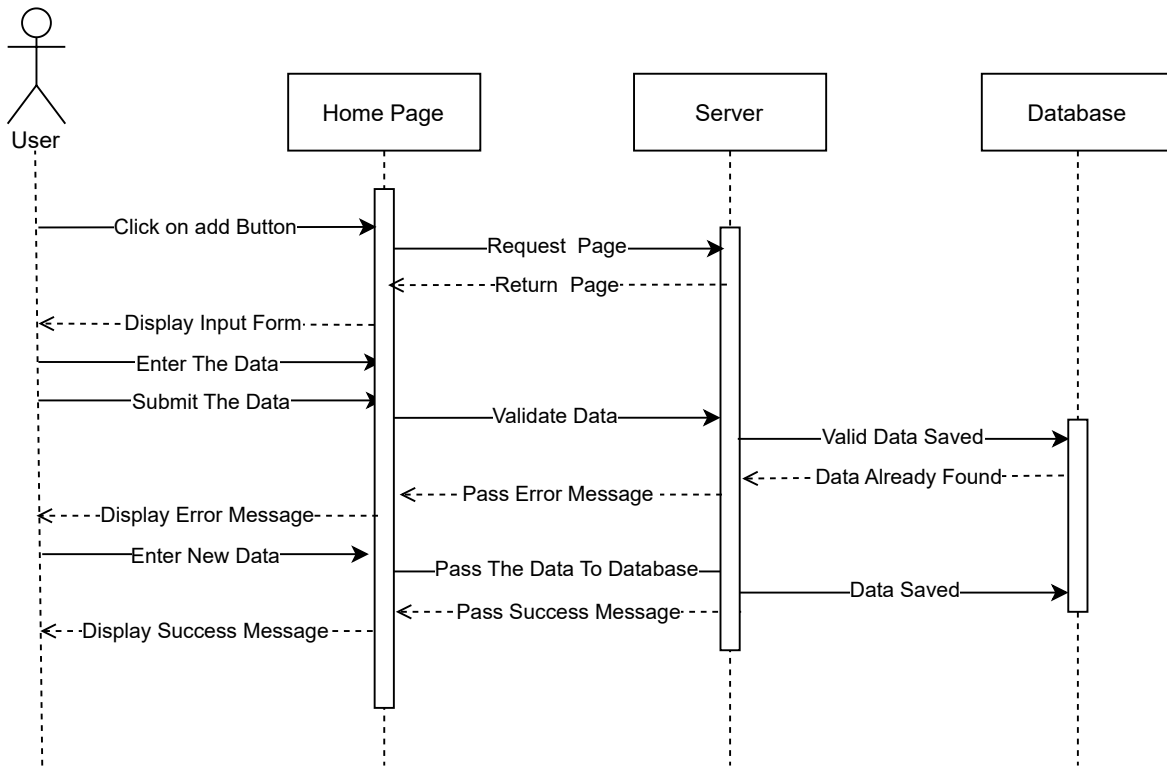 User
Home Page
Server
Database
Click on add Button
Request  Page
Return  Page
Display Input Form
Enter The Data
Submit The Data
Validate Data
Valid Data Saved
Data Already Found
Pass Error Message
Display Error Message
Enter New Data
Pass The Data To Database
Data Saved
Pass Success Message
Display Success Message